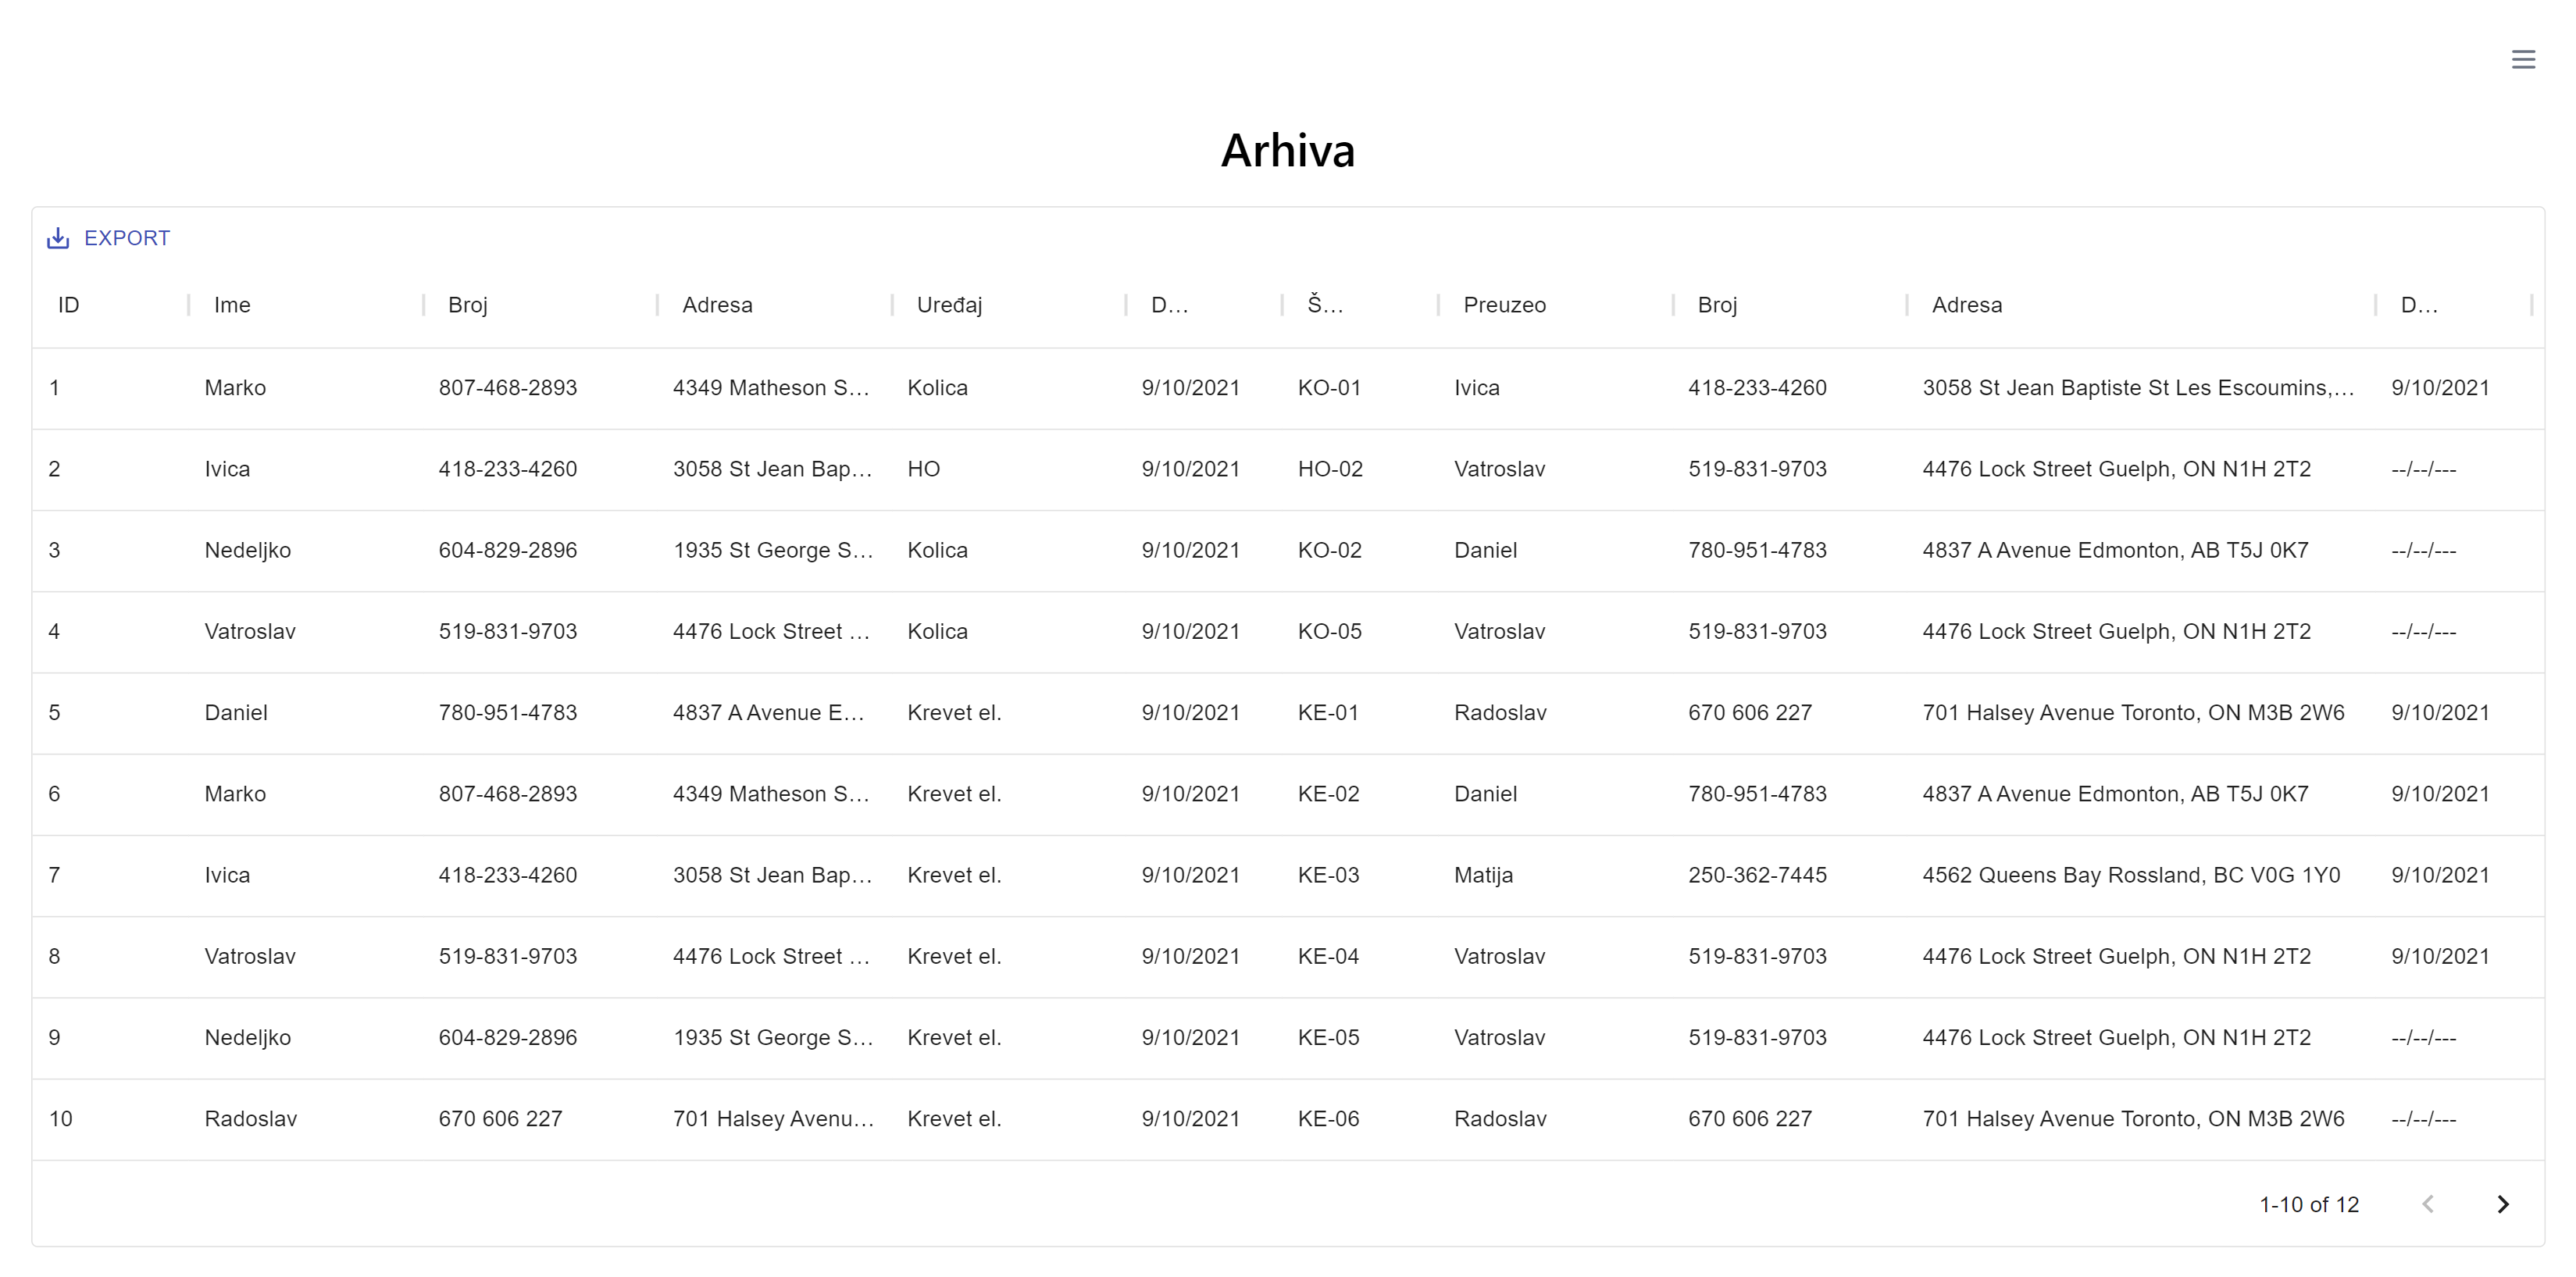 Arhiva
EXPORT
ID Ime Broj Adresa Uređaj D... Š... Preuzeo Broj Adresa D...
1 Marko 807-468-2893 4349 Matheson S... Kolica 9/10/2021 KO-01 Ivica 418-233-4260 3058 St Jean Baptiste St Les Escoumins,... 9/10/2021
2 Ivica 418-233-4260 3058 St Jean Bap... HO 9/10/2021 HO-02 Vatroslav 519-831-9703 4476 Lock Street Guelph, ON N1H 2T2 --/--/---
3 Nedeljko 604-829-2896 1935 St George S... Kolica 9/10/2021 KO-02 Daniel 780-951-4783 4837 A Avenue Edmonton, AB T5J 0K7 --/--/---
4 Vatroslav 519-831-9703 4476 Lock Street ... Kolica 9/10/2021 KO-05 Vatroslav 519-831-9703 4476 Lock Street Guelph, ON N1H 2T2 --/--/---
5 Daniel 780-951-4783 4837 A Avenue E... Krevet el. 9/10/2021 KE-01 Radoslav 670 606 227 701 Halsey Avenue Toronto, ON M3B 2W6 9/10/2021
6 Marko 807-468-2893 4349 Matheson S... Krevet el. 9/10/2021 KE-02 Daniel 780-951-4783 4837 A Avenue Edmonton, AB T5J 0K7 9/10/2021
7 Ivica 418-233-4260 3058 St Jean Bap... Krevet el. 9/10/2021 KE-03 Matija 250-362-7445 4562 Queens Bay Rossland, BC V0G 1Y0 9/10/2021
8 Vatroslav 519-831-9703 4476 Lock Street ... Krevet el. 9/10/2021 KE-04 Vatroslav 519-831-9703 4476 Lock Street Guelph, ON N1H 2T2 9/10/2021
9 Nedeljko 604-829-2896 1935 St George S... Krevet el. 9/10/2021 KE-05 Vatroslav 519-831-9703 4476 Lock Street Guelph, ON N1H 2T2 --/--/---
10 Radoslav 670 606 227 701 Halsey Avenu... Krevet el. 9/10/2021 KE-06 Radoslav 670 606 227 701 Halsey Avenue Toronto, ON M3B 2W6 --/--/---
1-10 of 12